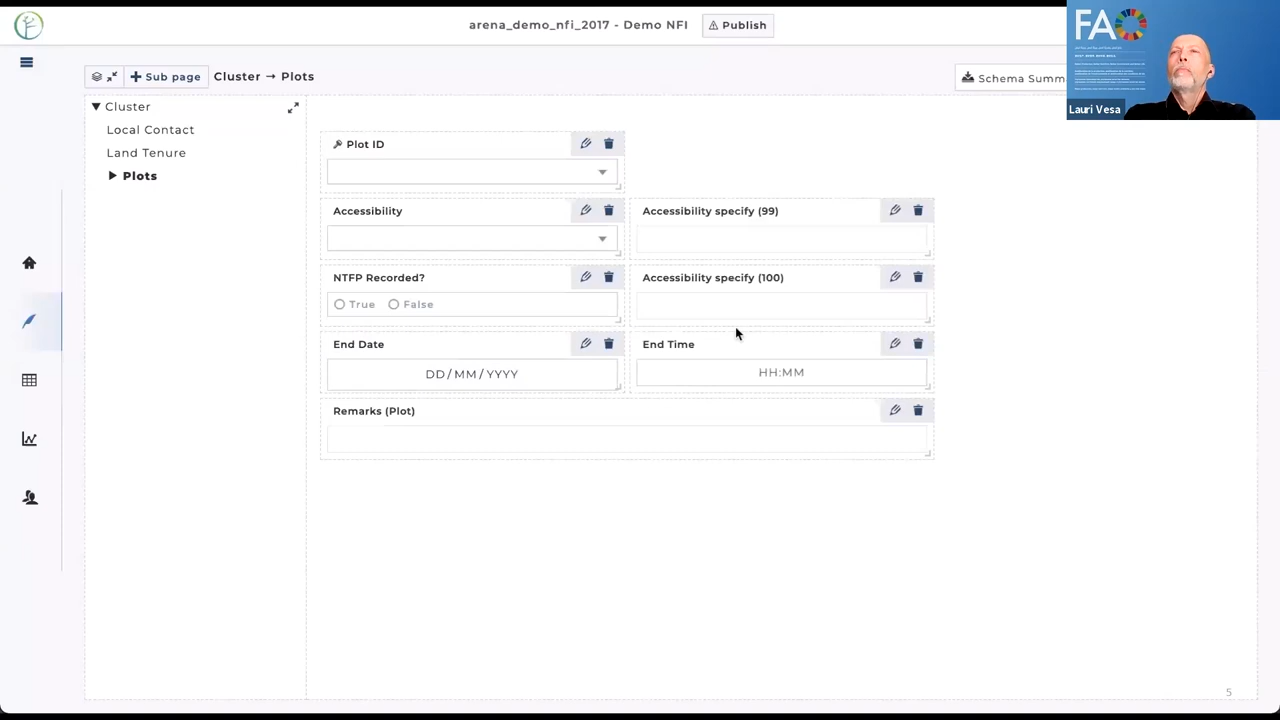 arena_demo_nfi_2017 - Demo NFI
Publish
FAO
Sub page
Cluster → Plots
Schema Summ
Lauri Vesa
Cluster
Local Contact
Land Tenure
Plots
Plot ID
Accessibility
Accessibility specify (99)
NTFP Recorded?
Accessibility specify (100)
True
False
End Date
End Time
DD/MM/YYYY
HH:MM
Remarks (Plot)
5